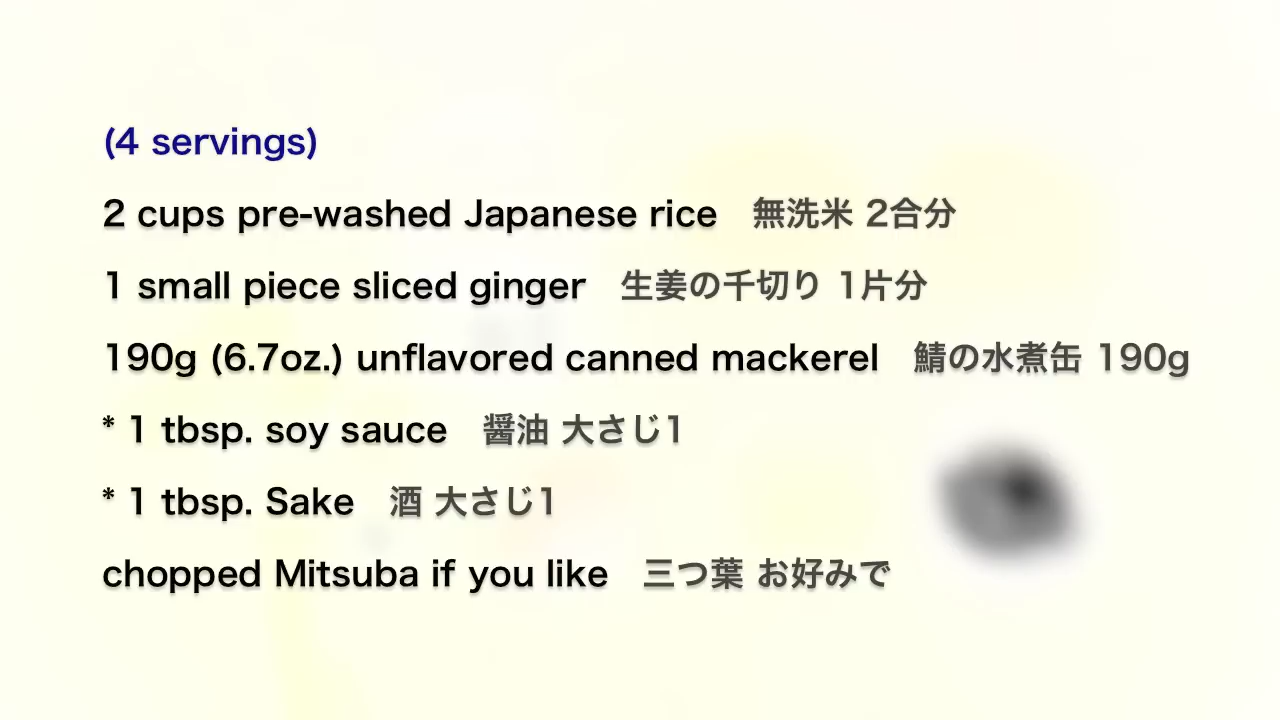 (4 servings)
2 cups pre-washed Japanese rice 無洗米 2合分
1 small piece sliced ginger 生姜の千切り 1片分
190g (6.7oz.) unflavored canned mackerel 鯖の水煮缶 190g
* 1 tbsp. soy sauce 醤油 大さじ1
* 1 tbsp. Sake 酒 大さじ1
chopped Mitsuba if you like 三つ葉 お好みで